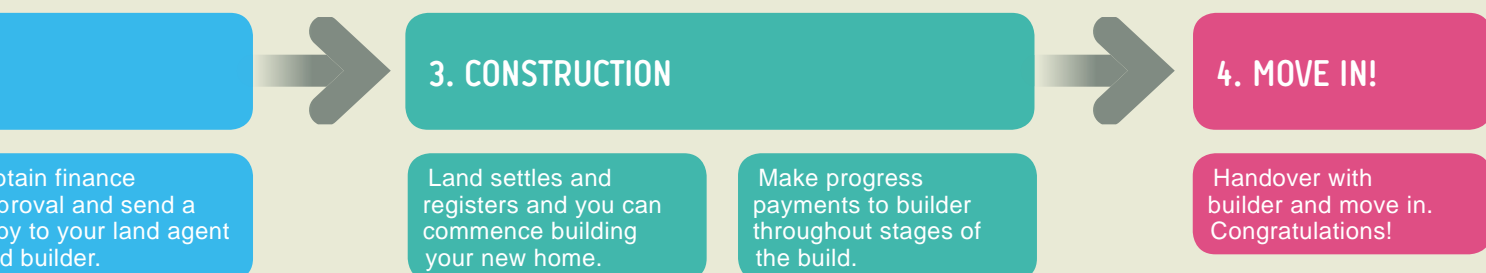 3. CONSTRUCTION
4. MOVE IN!
finance
and send a
to your land agent
builder.
Land settles and
registers and you can
commence building
your new home.
Make progress
payments to builder
throughout stages of
the build.
Handover with
builder and move in.
Congratulations!